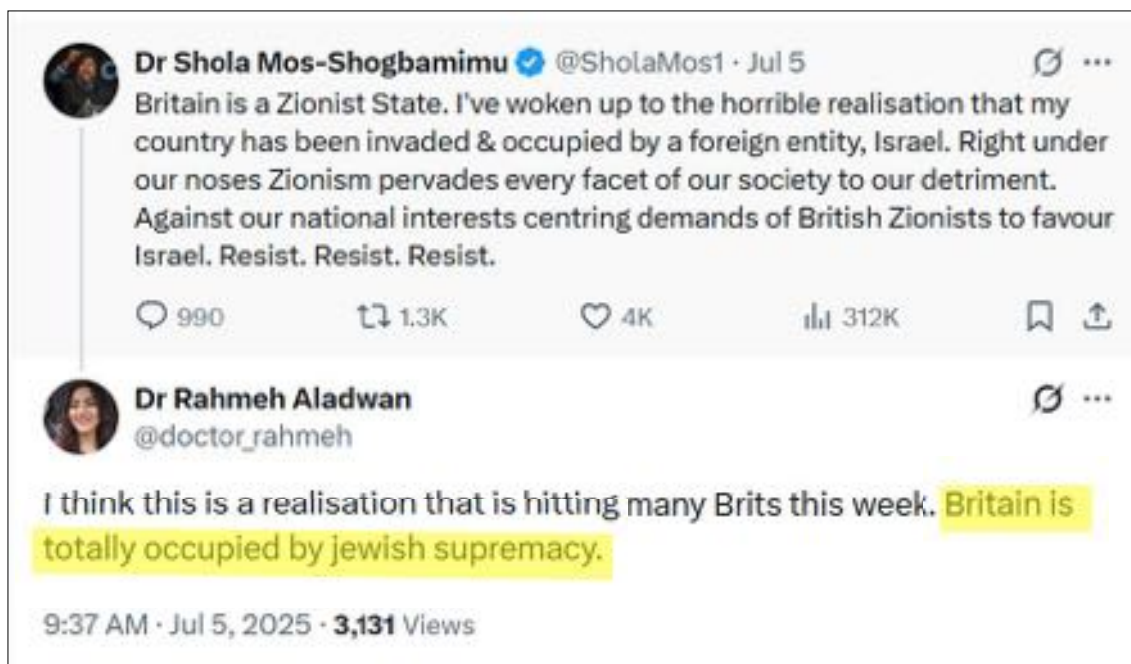 Dr Shola Mos-Shogbamimu @SholaMos1 · Jul 5
Britain is a Zionist State. I've woken up to the horrible realisation that my
country has been invaded & occupied by a foreign entity, Israel. Right under
our noses Zionism pervades every facet of our society to our detriment.
Against our national interests centring demands of British Zionists to favour
Israel. Resist. Resist. Resist.
990 1.3K 4K 312K
Dr Rahmeh Aladwan
@doctor_rahmeh
I think this is a realisation that is hitting many Brits this week. Britain is
totally occupied by jewish supremacy.
9:37 AM · Jul 5, 2025 · 3,131 Views